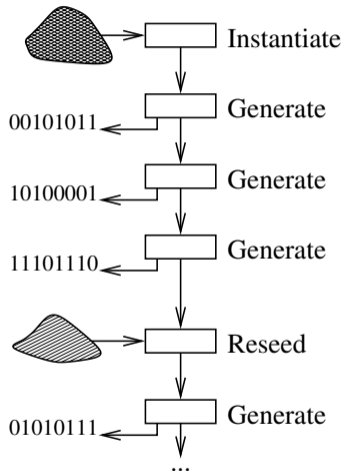 Instantiate
Generate
00101011
Generate
10100001
Generate
11101110
Reseed
Generate
01010111
...